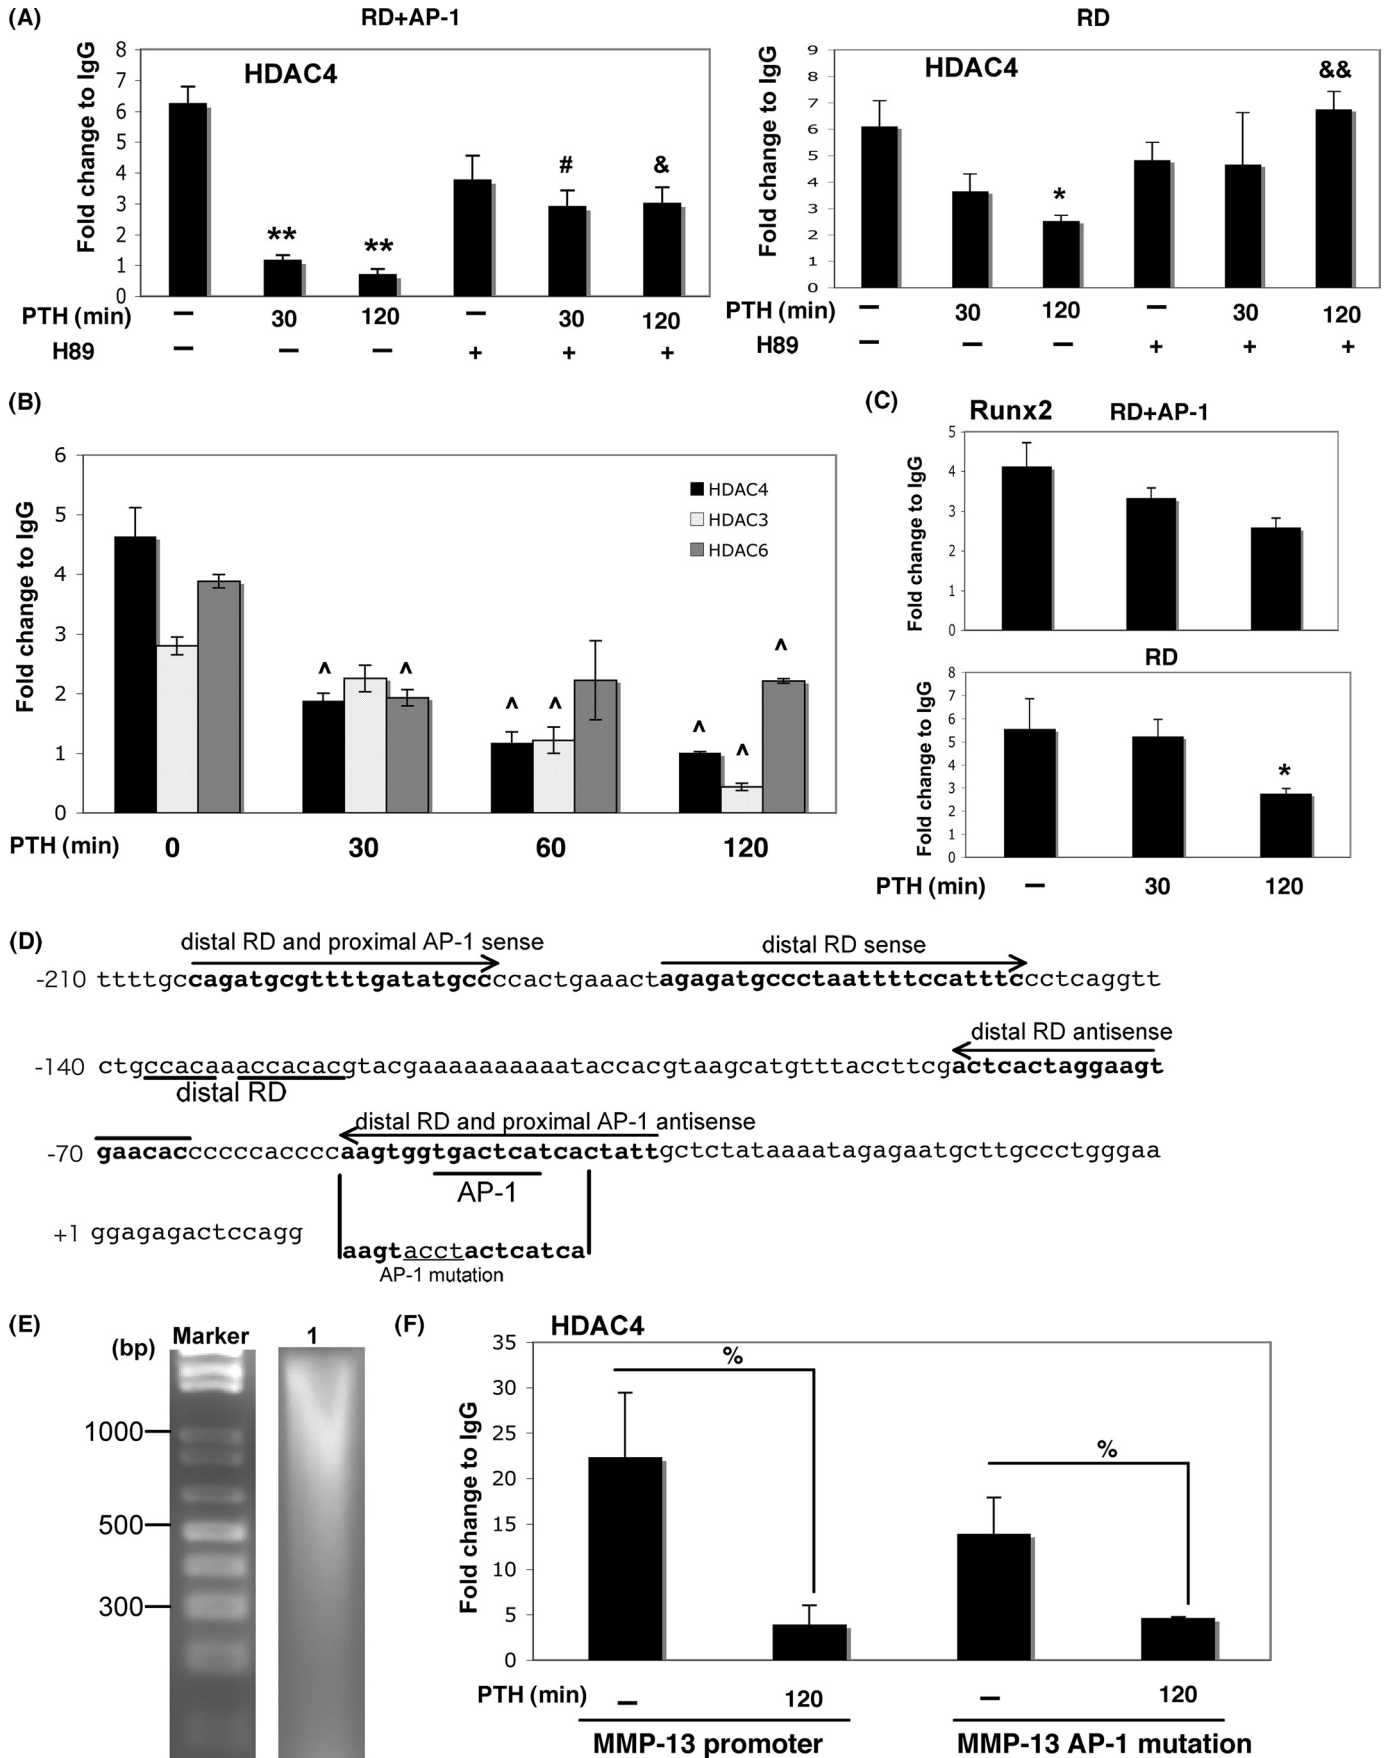 (A)
RD+AP-1
HDAC4
Fold change to IgG
8
7
6
5
4
3
2
1
0
**
**
#
&
PTH (min) – 30 120 – 30 120
H89 – – – + + +
RD
HDAC4
Fold change to IgG
9
8
7
6
5
4
3
2
1
0
*
&&
PTH (min) – 30 120 – 30 120
H89 – – – + + +
(B)
Fold change to IgG
6
5
4
3
2
1
0
HDAC4
HDAC3
HDAC6
^ ^
^ ^
^ ^ ^
PTH (min) 0 30 60 120
(C)
Runx2 RD+AP-1
Fold change to IgG
5
4
3
2
1
0
RD
Fold change to IgG
8
7
6
5
4
3
2
1
0
*
PTH (min) – 30 120
(D)
distal RD and proximal AP-1 sense distal RD sense
-210 ttttgccagatgcgttttgatatgccccactgaaactagagatgccctaattttccatttccctcaggtt
distal RD antisense
-140 ctgccacaaaccacacgtacgaaaaaaaaaataccacgtaagcatgtttaccttcgactcactaggaagt
distal RD
distal RD and proximal AP-1 antisense
-70 gaacacccccccaccccaagtggtgactcatcactattgctctataaaatagagaatgcttgccctgggaa
AP-1
+1 ggagagactccagg
aagtacctactcatca
AP-1 mutation
(E)
(bp) Marker 1
1000
500
300
(F)
HDAC4
Fold change to IgG
35
30
25
20
15
10
5
0
%
%
PTH (min) – 120 – 120
MMP-13 promoter MMP-13 AP-1 mutation